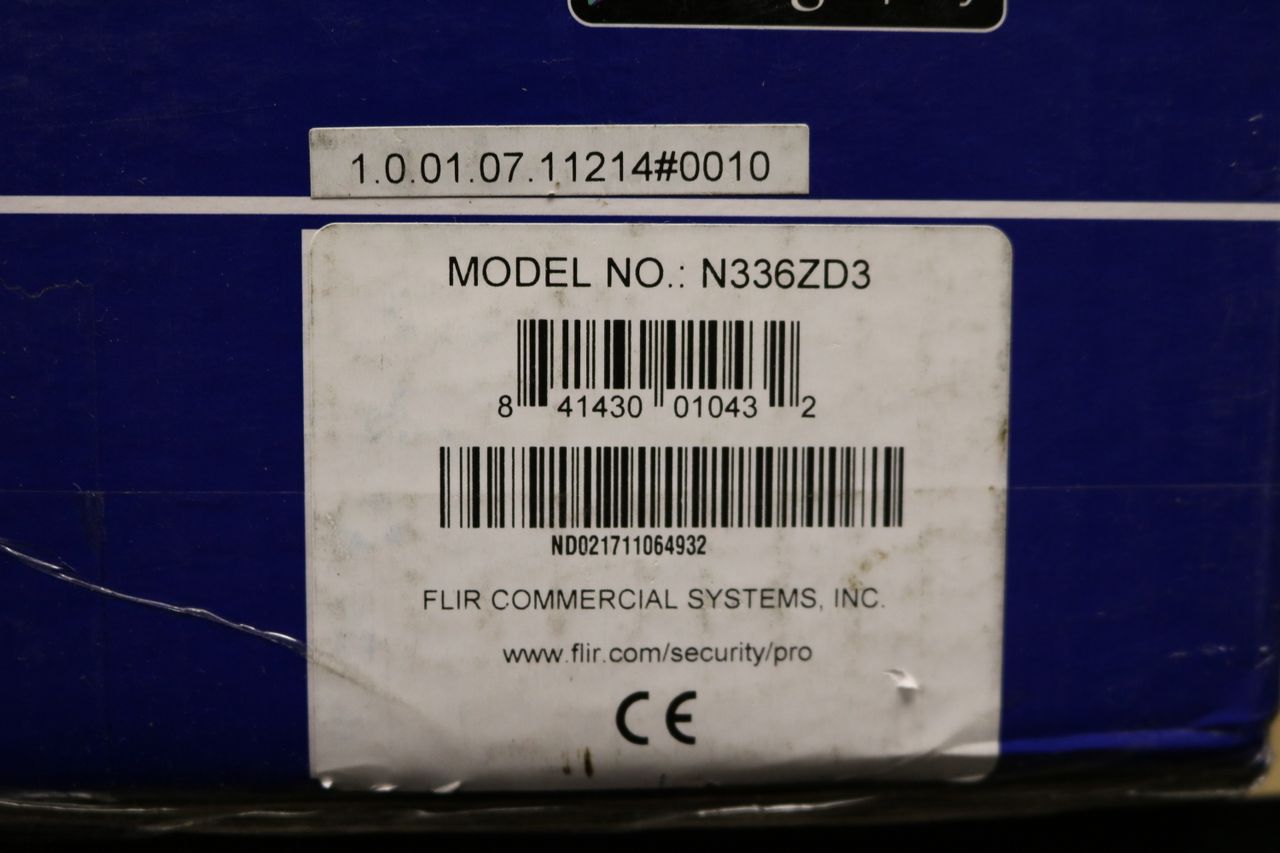 1.0.01.07.11214#0010
MODEL NO.: N336ZD3
8 41430 01043 2
ND021711064932
FLIR COMMERCIAL SYSTEMS, INC.
www.flir.com/security/pro
CE